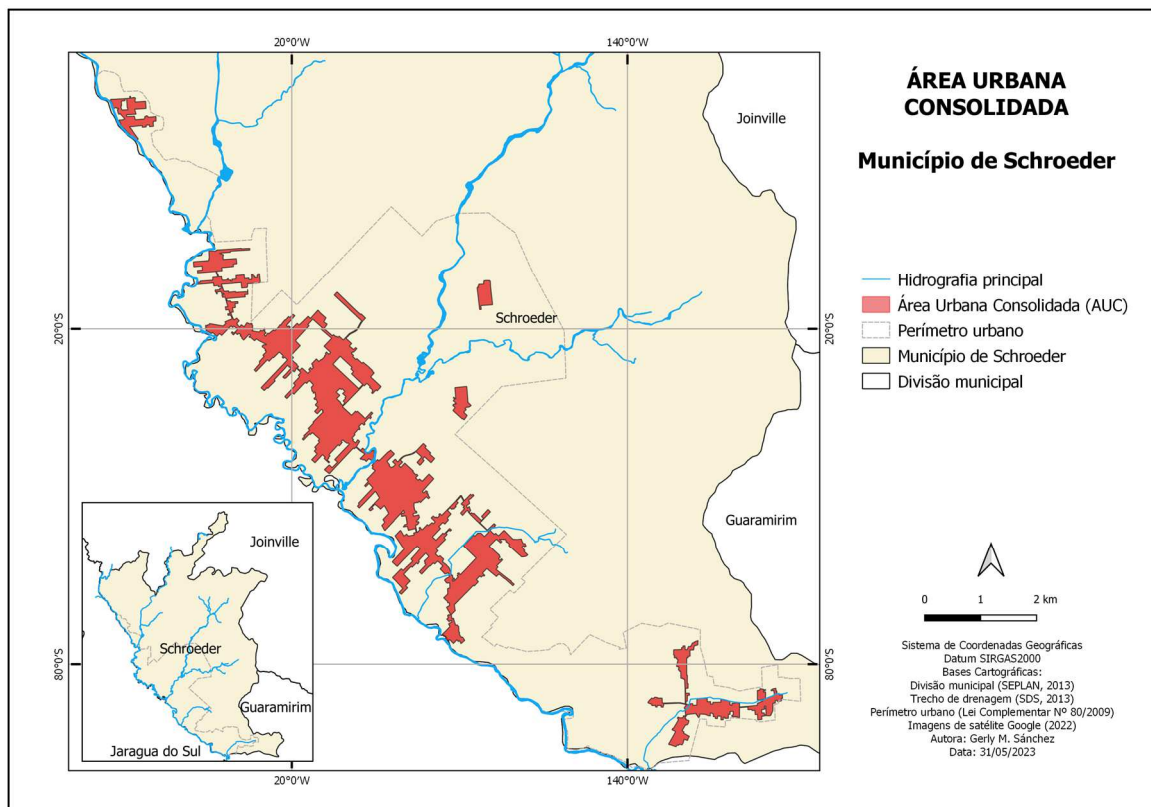 ÁREA URBANA
CONSOLIDADA
Município de Schroeder
20°0'W
140°0'W
Joinville
Schroeder
20°0'S
20°0'S
Guaramirim
80°0'S
80°0'S
20°0'W
140°0'W
Joinville
Schroeder
Guaramirim
Jaragua do Sul
Hidrografia principal
Área Urbana Consolidada (AUC)
Perímetro urbano
Município de Schroeder
Divisão municipal
0 1 2 km
Sistema de Coordenadas Geográficas
Datum SIRGAS2000
Bases Cartográficas:
Divisão municipal (SEPLAN, 2013)
Trecho de drenagem (SDS, 2013)
Perímetro urbano (Lei Complementar Nº 80/2009)
Imagens de satélite Google (2022)
Autora: Gerly M. Sánchez
Data: 31/05/2023